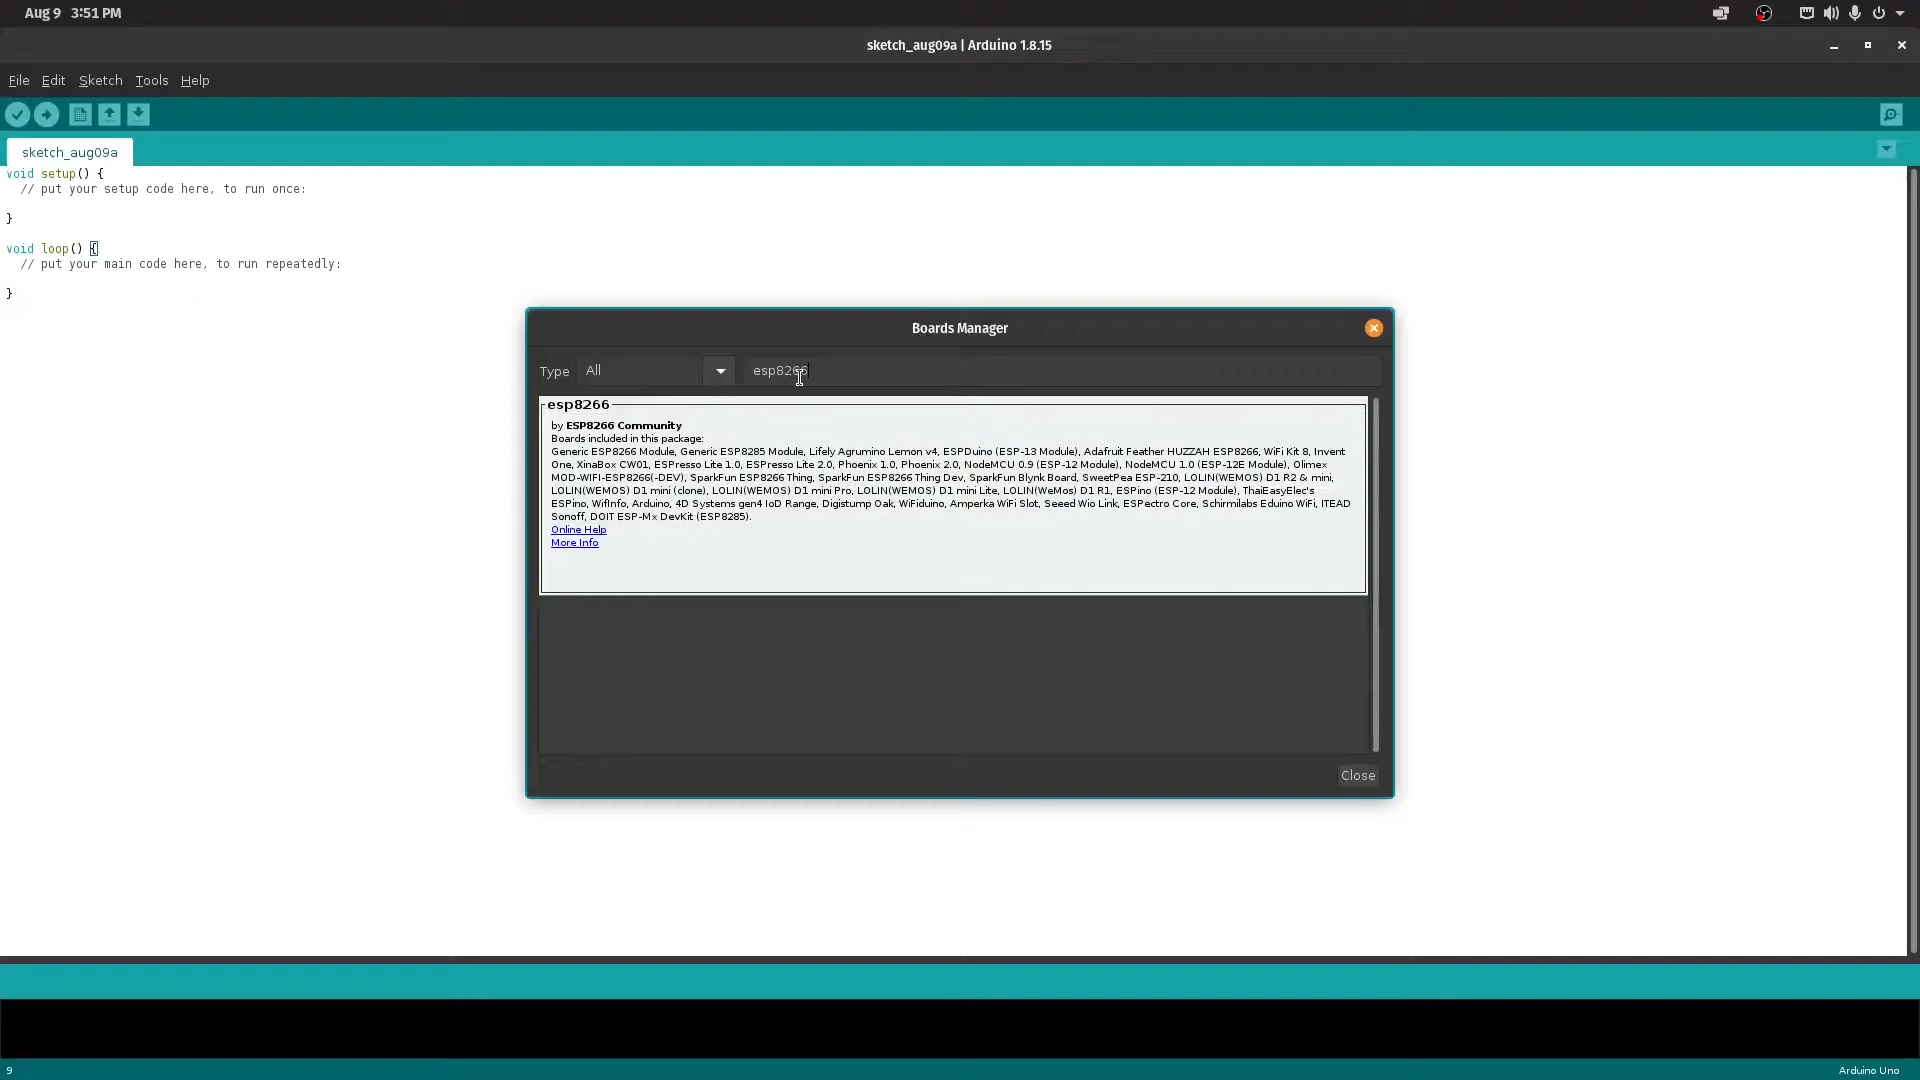 Aug 9 3:51 PM
sketch_aug09a | Arduino 1.8.15
File Edit Sketch Tools Help
sketch_aug09a
void setup() {
// put your setup code here, to run once:
}
void loop() {
// put your main code here, to run repeatedly:
}
Boards Manager
Type All esp8266
esp8266
by ESP8266 Community
Boards included in this package:
Generic ESP8266 Module, Generic ESP8285 Module, Lifely Agrumino Lemon v4, ESPDuino (ESP-13 Module), Adafruit Feather HUZZAH ESP8266, WiFi Kit 8, Invent
One, XinaBox CW01, ESPresso Lite 1.0, ESPresso Lite 2.0, Phoenix 1.0, Phoenix 2.0, NodeMCU 0.9 (ESP-12 Module), NodeMCU 1.0 (ESP-12E Module), Olimex
MOD-WIFI-ESP8266(-DEV), SparkFun ESP8266 Thing, SparkFun ESP8266 Thing Dev, SparkFun Blynk Board, SweetPea ESP-210, LOLIN(WEMOS) D1 R2 & mini,
LOLIN(WEMOS) D1 mini (clone), LOLIN(WEMOS) D1 mini Pro, LOLIN(WEMOS) D1 mini Lite, LOLIN(WeMos) D1 R1, ESPino (ESP-12 Module), ThaiEasyElec's
ESPino, WifInfo, Arduino, 4D Systems gen4 IoD Range, Digistump Oak, WiFiduino, Amperka WiFi Slot, Seeed Wio Link, ESPectro Core, Schirmilabs Eduino WiFi, ITEAD
Sonoff, DOIT ESP-Mx DevKit (ESP8285).
Online Help
More Info
Close
9
Arduino Uno